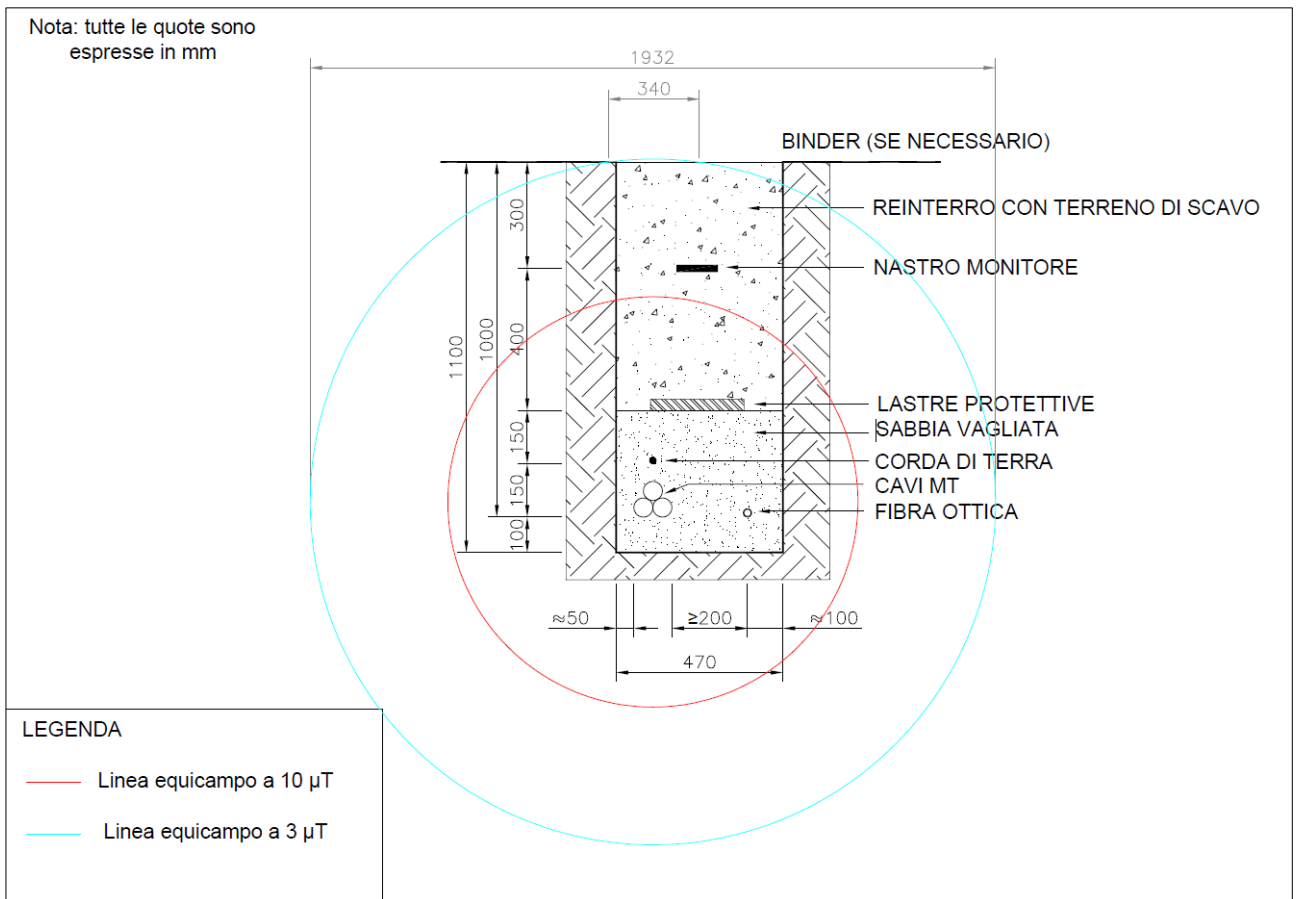 Nota: tutte le quote sono
espresse in mm
1932
340
BINDER (SE NECESSARIO)
REINTERRO CON TERRENO DI SCAVO
NASTRO MONITORE
LASTRE PROTETTIVE
SABBIA VAGLIATA
CORDA DI TERRA
CAVI MT
FIBRA OTTICA
1100
1000
300
400
150
150
100
≈50
≥200
≈100
470
LEGENDA
Linea equicampo a 10 µT
Linea equicampo a 3 µT